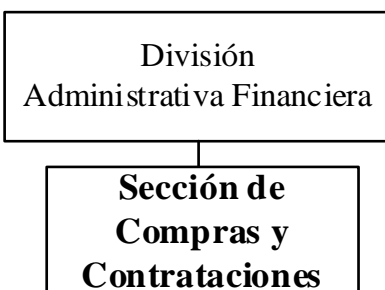 División
Administrativa Financiera
Sección de
Compras y
Contrataciones